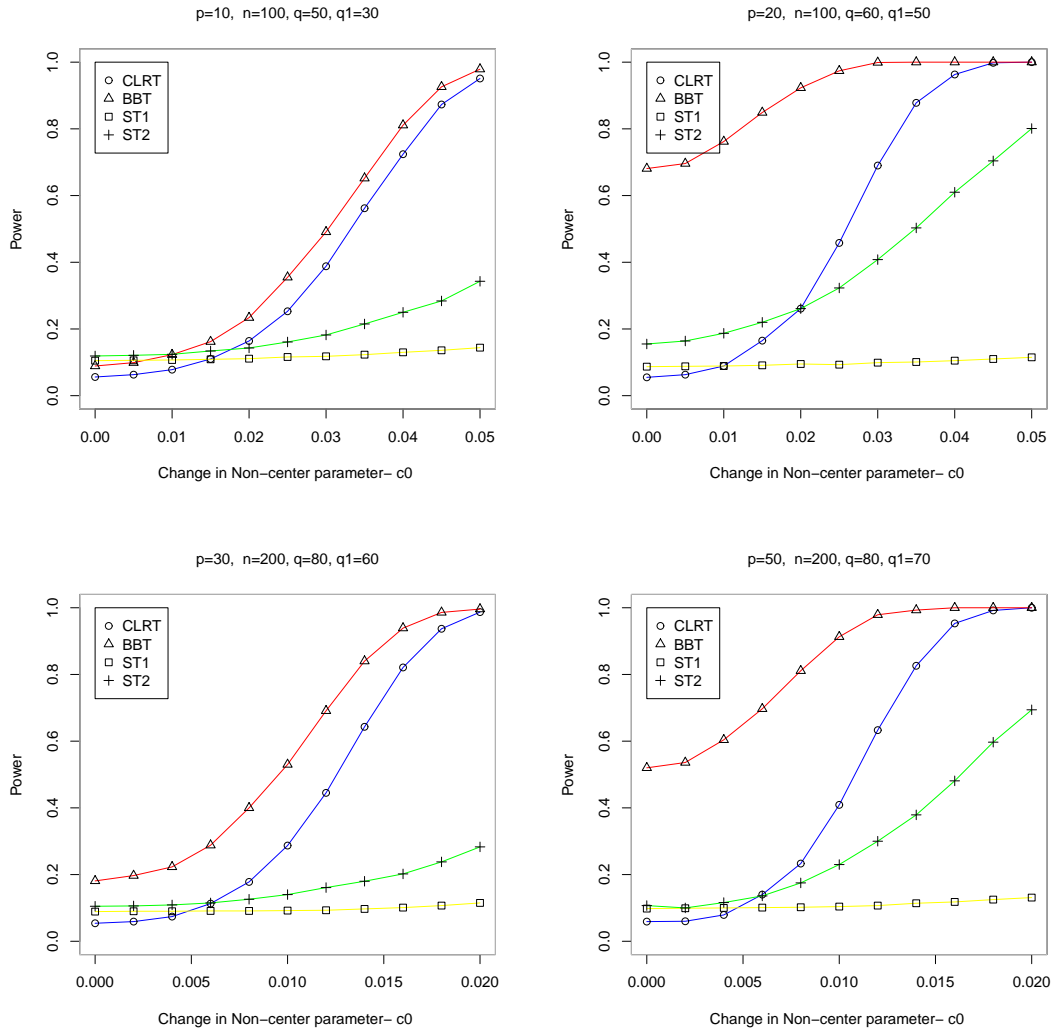 p=10,  n=100, q=50, q1=30
CLRT
BBT
ST1
ST2
Power
0.0
0.2
0.4
0.6
0.8
1.0
0.00
0.01
0.02
0.03
0.04
0.05
Change in Non−center parameter− c0
p=20,  n=100, q=60, q1=50
CLRT
BBT
ST1
ST2
Power
0.0
0.2
0.4
0.6
0.8
1.0
0.00
0.01
0.02
0.03
0.04
0.05
Change in Non−center parameter− c0
p=30,  n=200, q=80, q1=60
CLRT
BBT
ST1
ST2
Power
0.0
0.2
0.4
0.6
0.8
1.0
0.000
0.005
0.010
0.015
0.020
Change in Non−center parameter− c0
p=50,  n=200, q=80, q1=70
CLRT
BBT
ST1
ST2
Power
0.0
0.2
0.4
0.6
0.8
1.0
0.000
0.005
0.010
0.015
0.020
Change in Non−center parameter− c0